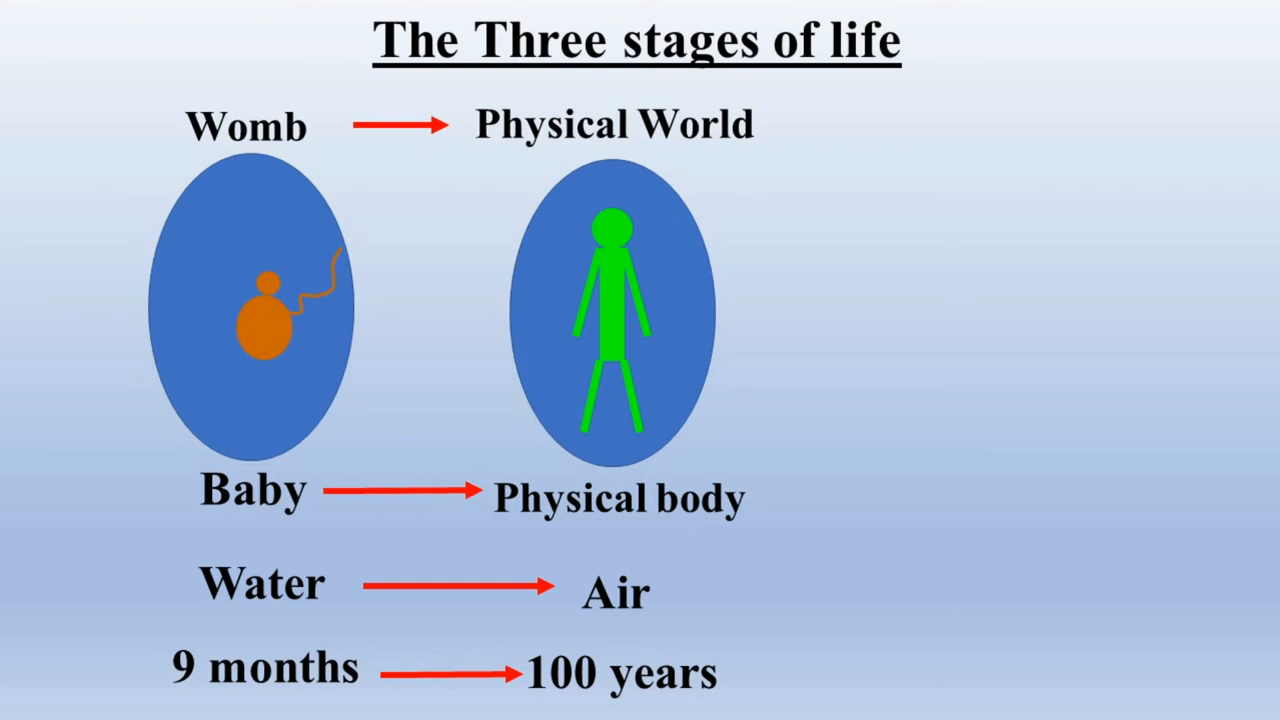 The Three stages of life
Womb Physical World
Baby Physical body
Water Air
9 months 100 years